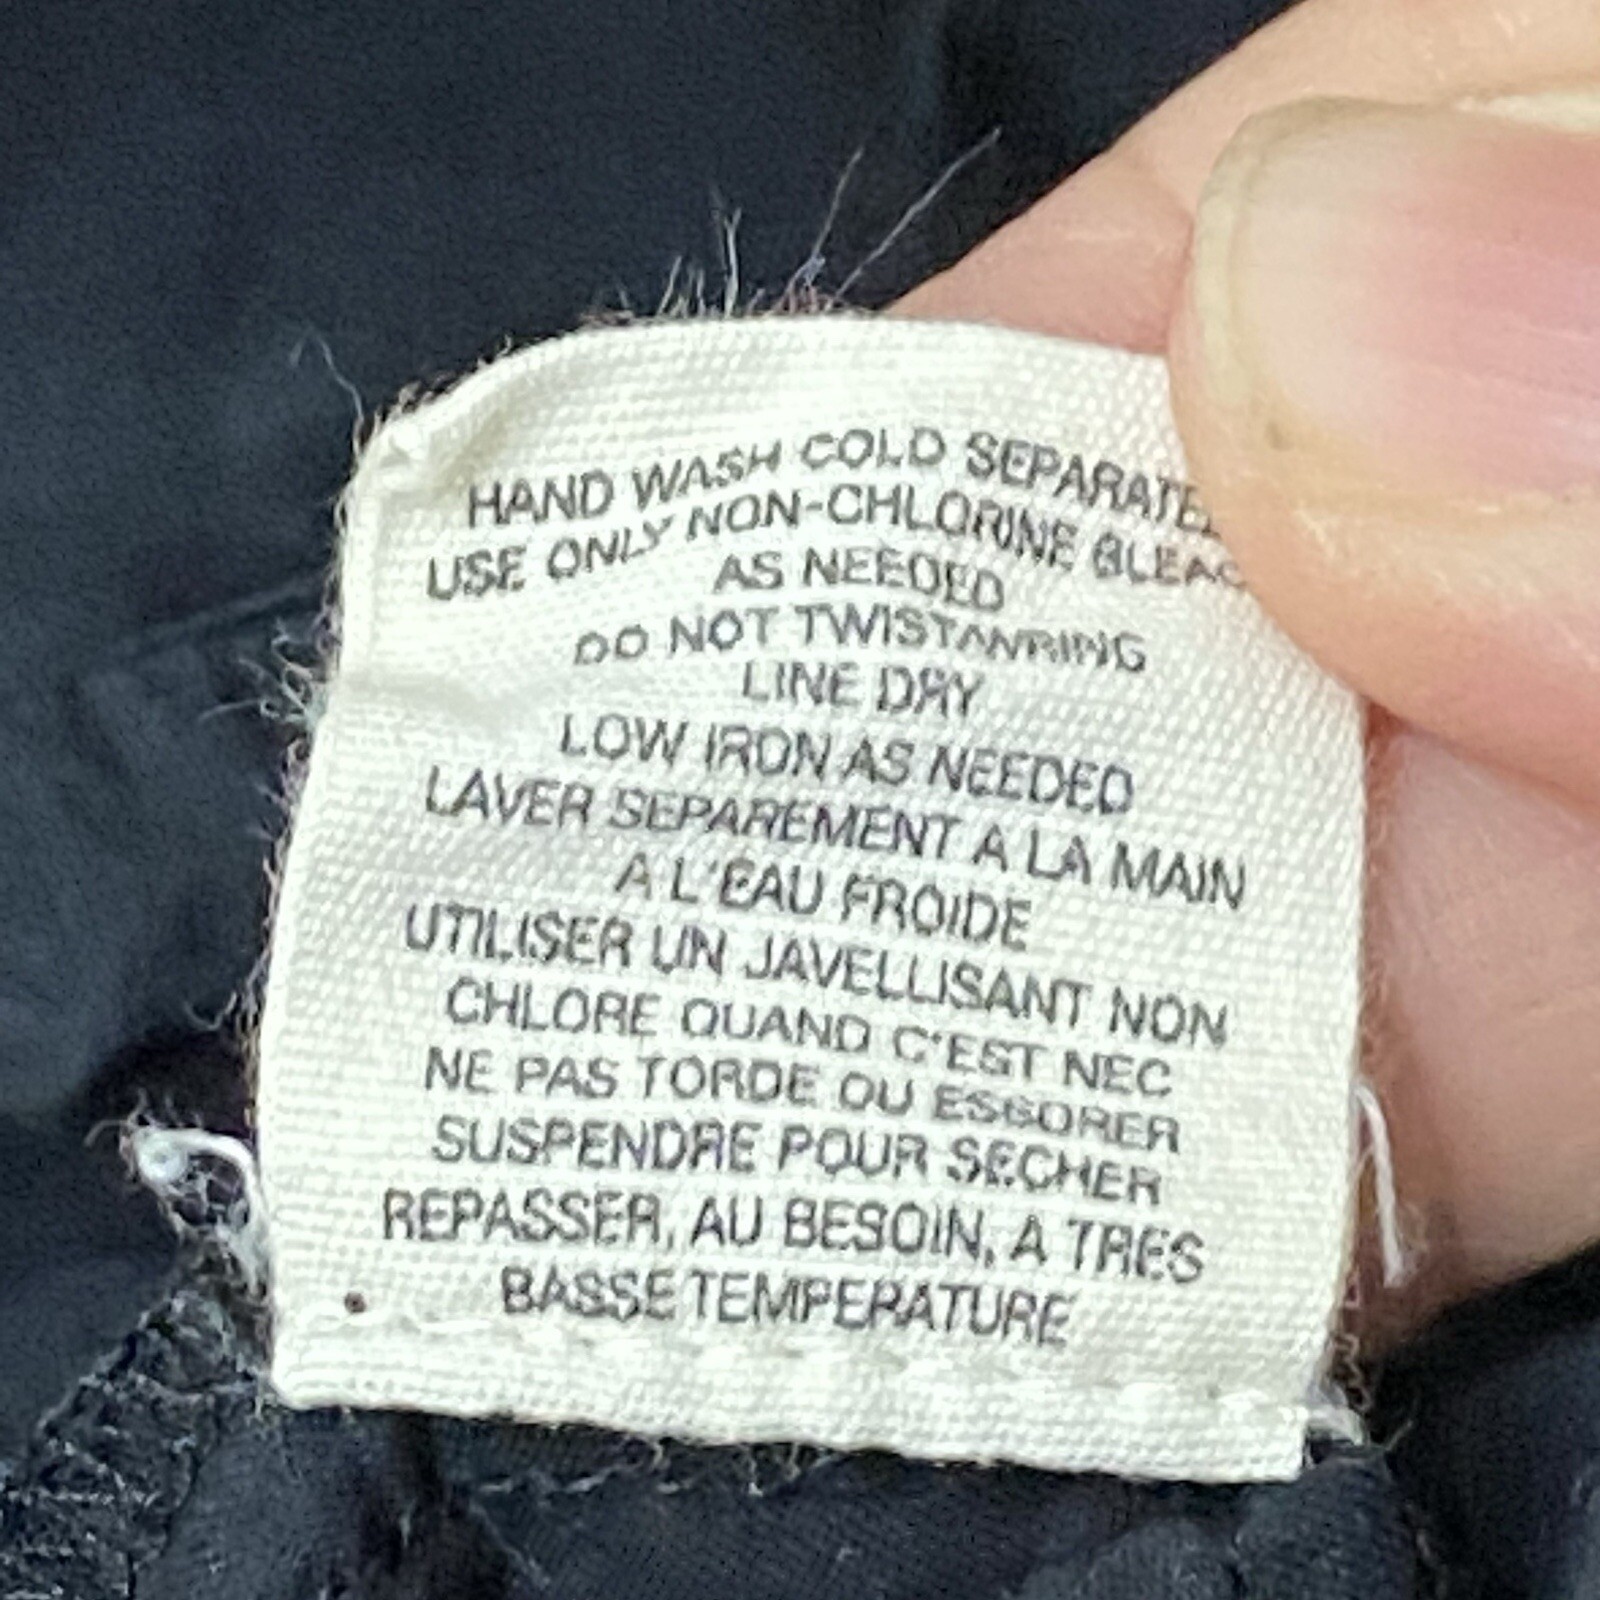 HAND WASH COLD SEPARATE
USE ONLY NON-CHLORINE BLEAC
AS NEEDED
DO NOT TWIST
LINE DRY
LOW IRON AS NEEDED
LAVER SEPAREMENT A LA MAIN
A L'EAU FROIDE
UTILISER UN JAVELLISANT NON
CHLORE QUAND C'EST NEC
NE PAS TORDE OU ESSORER
SUSPENDRE POUR SECHER
REPASSER, AU BESOIN, A TRES
BASSE TEMPERATURE